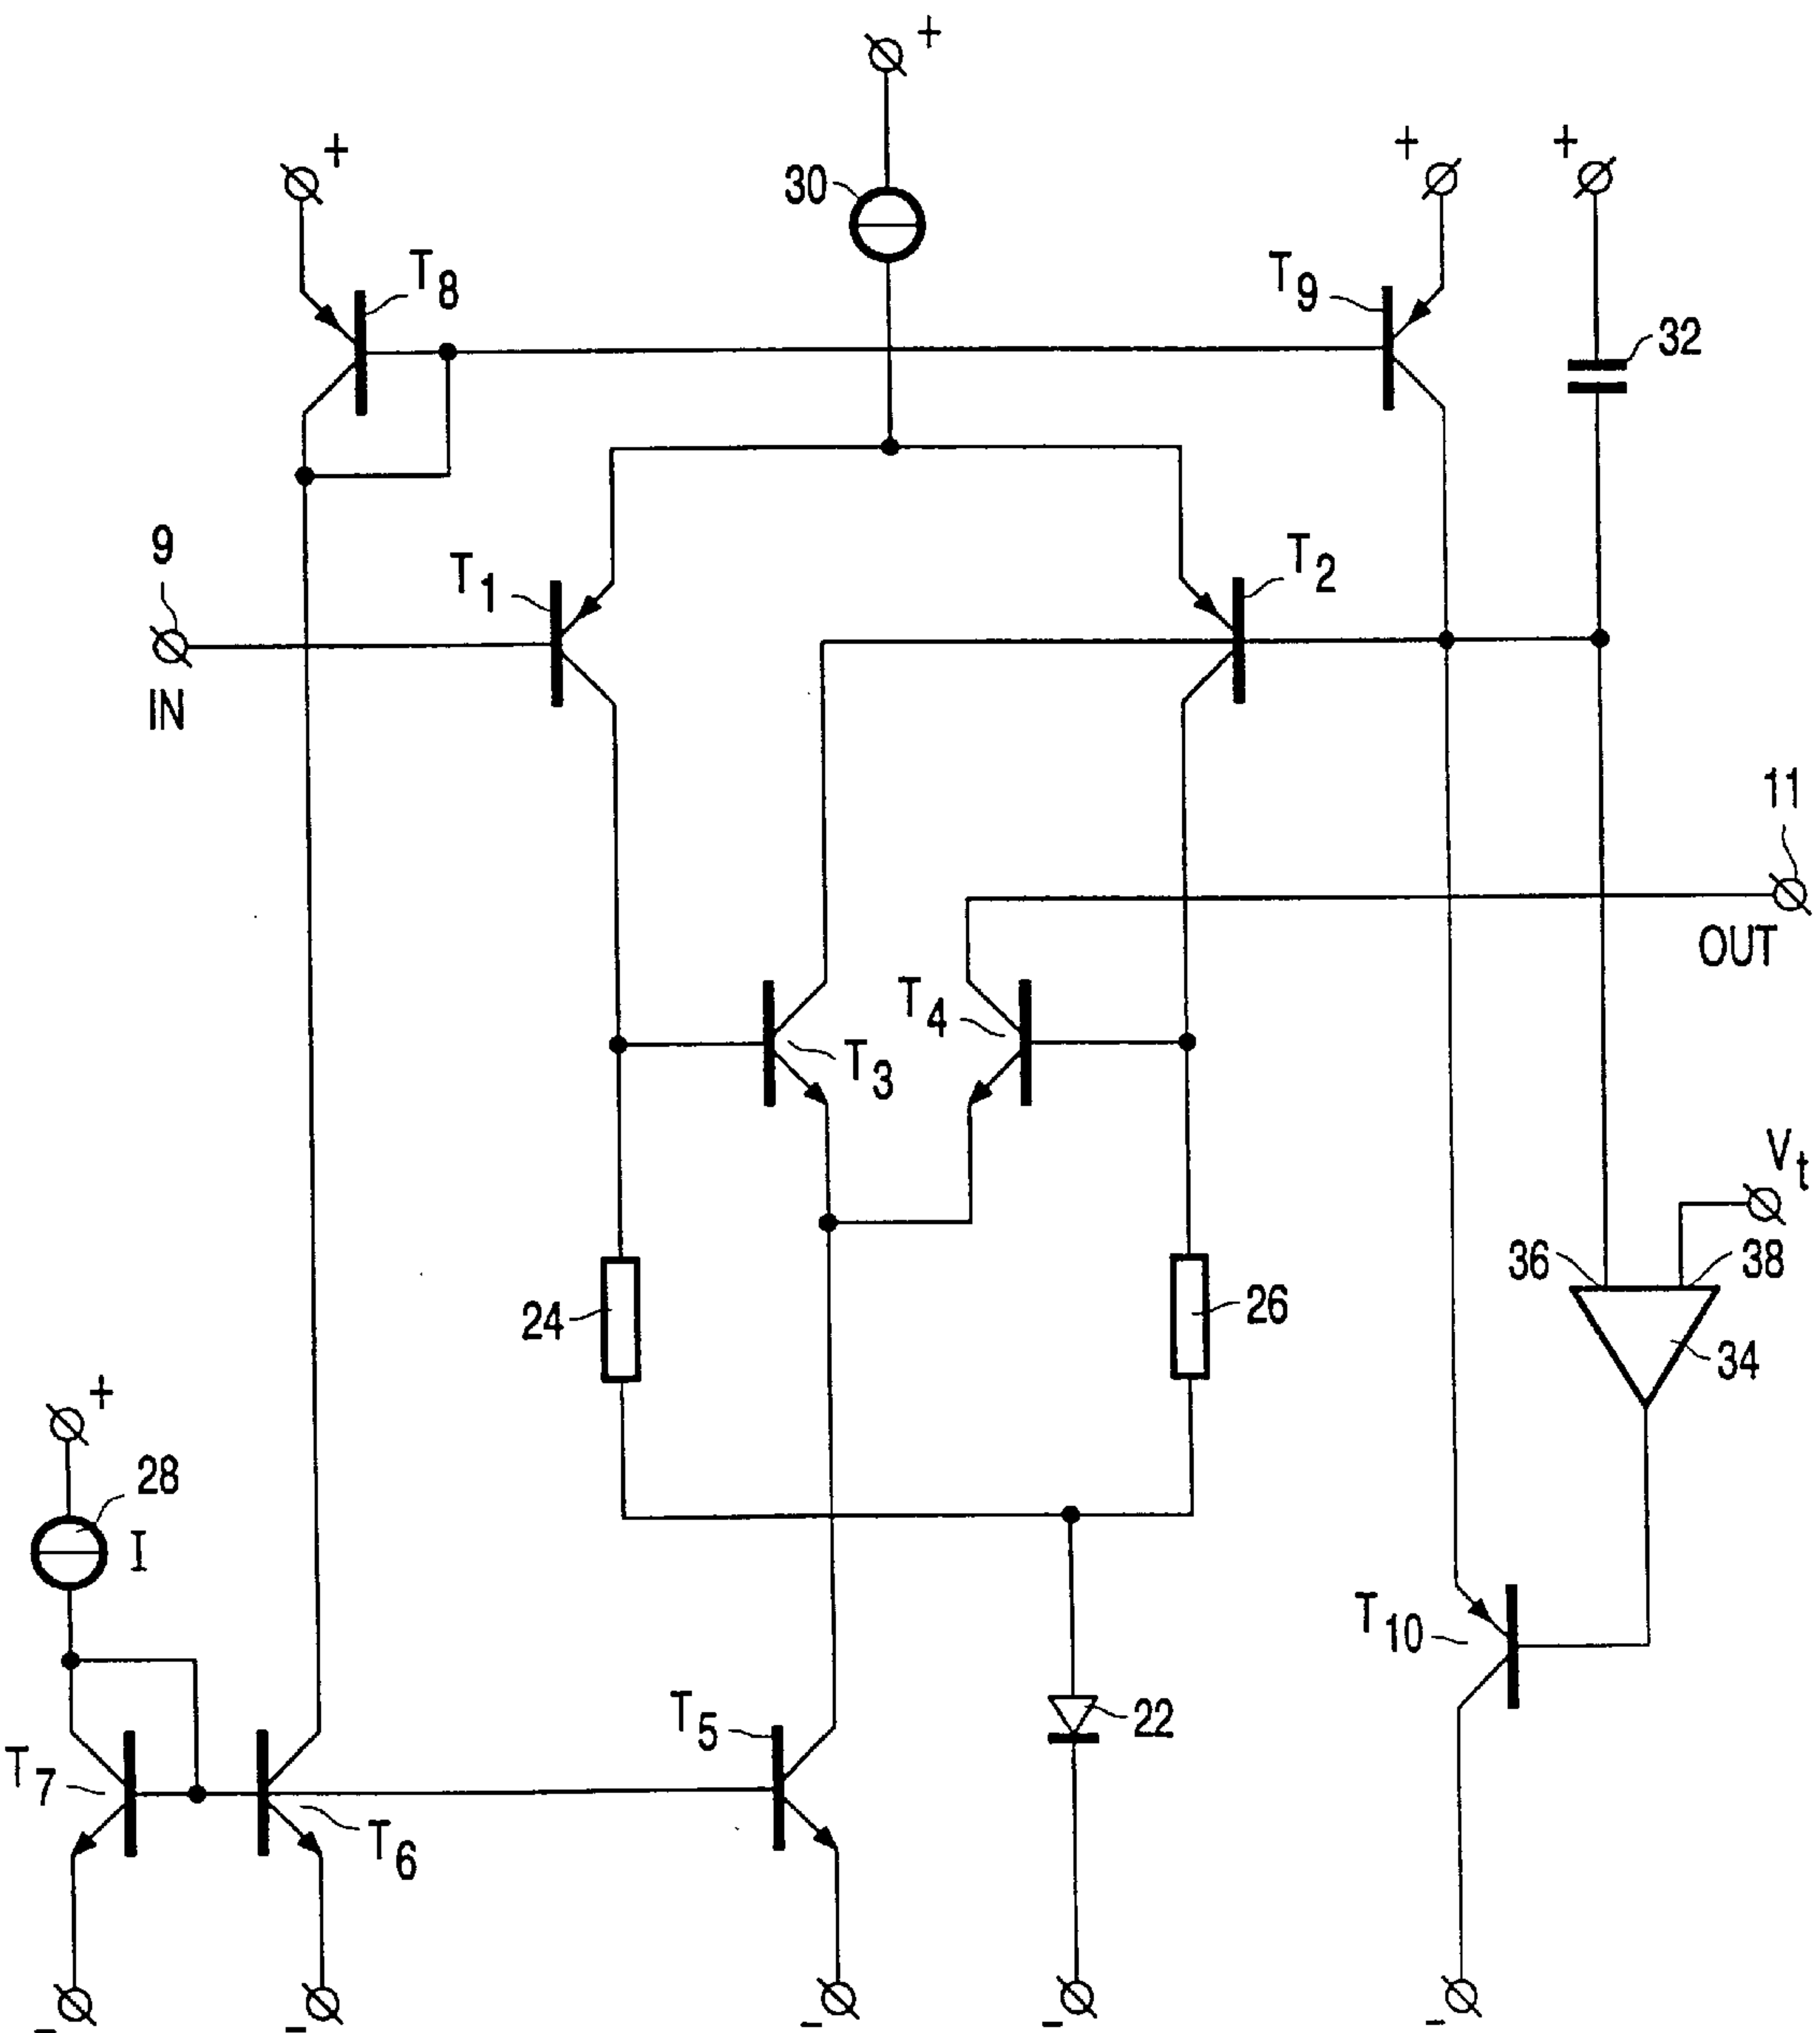 +
+
+
+
30
T8
T9
32
9
T1
T2
IN
11
OUT
T4
T3
Vt
36
38
24
26
34
+
28
I
T10
T5
22
T7
T6
-
-
-
-
-